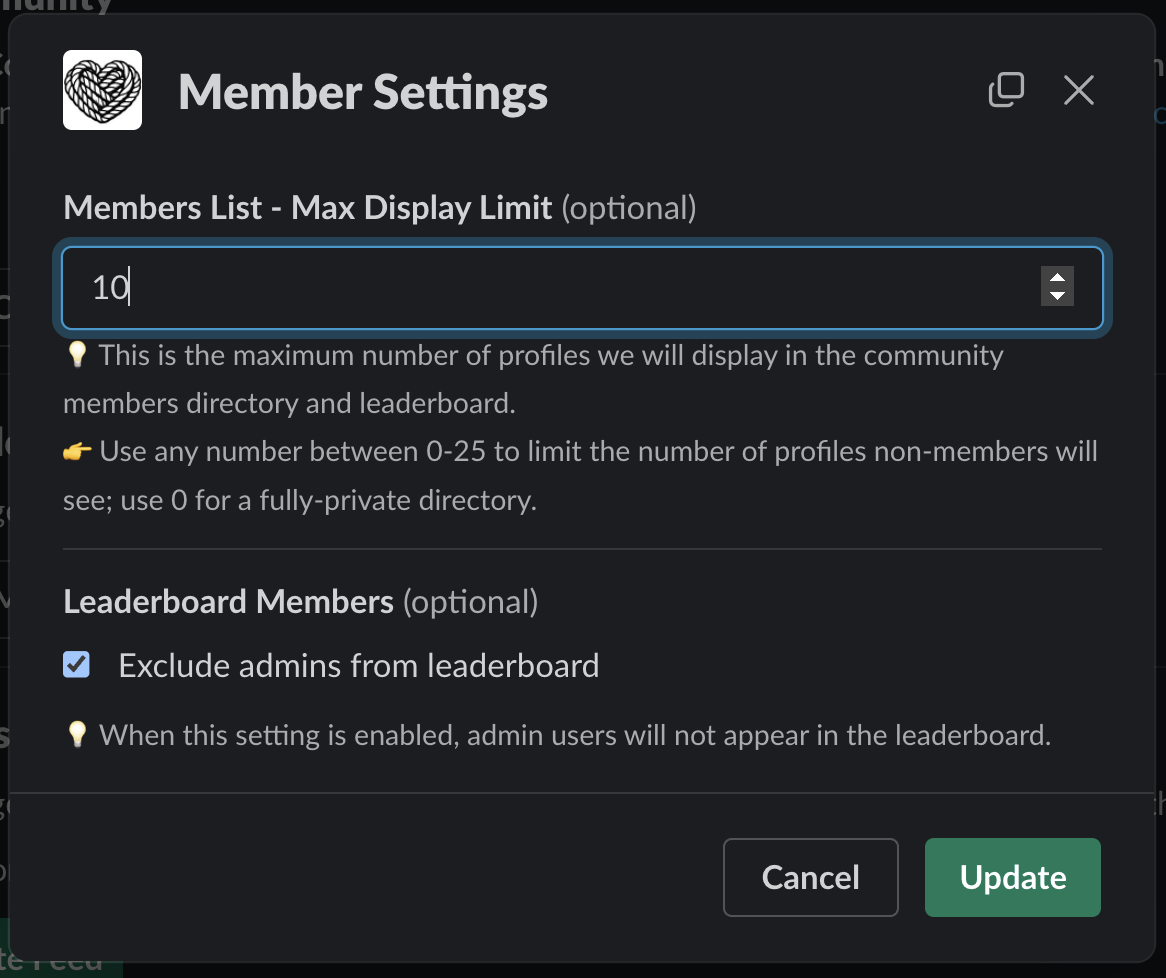 Member Settings
Members List - Max Display Limit (optional)
10
💡 This is the maximum number of profiles we will display in the community
members directory and leaderboard.
👉 Use any number between 0-25 to limit the number of profiles non-members will
see; use 0 for a fully-private directory.
Leaderboard Members (optional)
Exclude admins from leaderboard
💡 When this setting is enabled, admin users will not appear in the leaderboard.
Cancel
Update